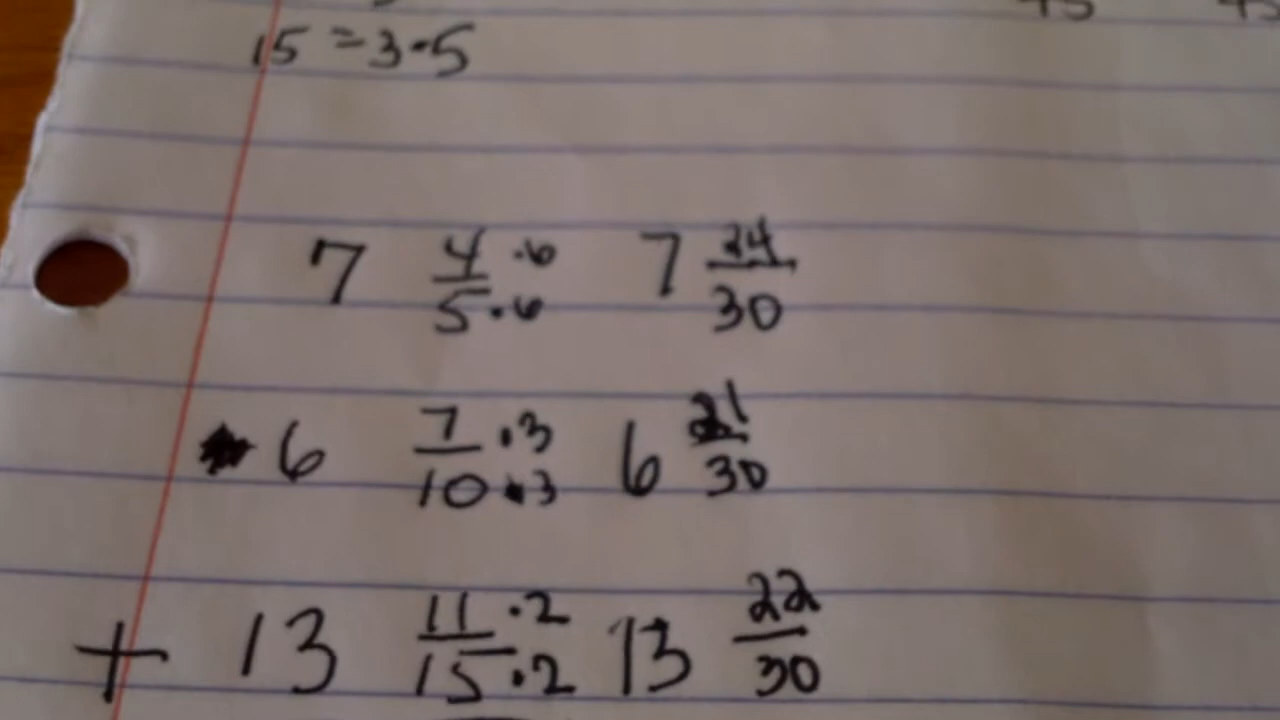 15 = 3·5
7 4/5 ·6 ·6 7 24/30
6 7/10 ·3 ·3 6 21/30
+ 13 11/15 ·2 ·2 13 22/30